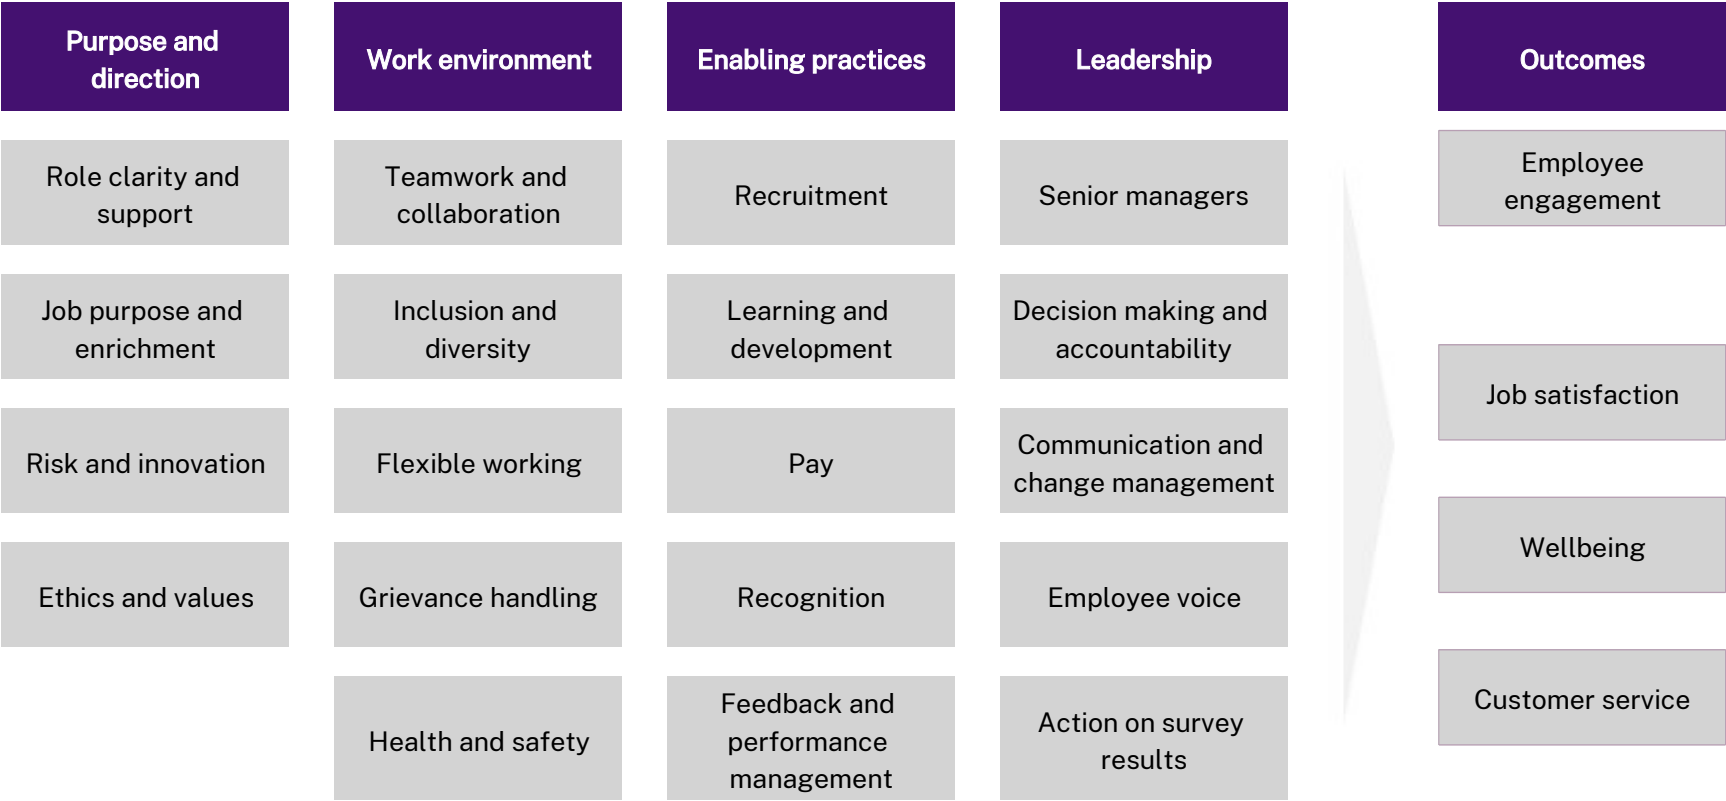 Purpose and
direction
Role clarity and
support
Job purpose and
enrichment
Risk and innovation
Ethics and values
Work environment
Teamwork and
collaboration
Inclusion and
diversity
Flexible working
Grievance handling
Health and safety
Enabling practices
Recruitment
Learning and
development
Pay
Recognition
Feedback and
performance
management
Leadership
Senior managers
Decision making and
accountability
Communication and
change management
Employee voice
Action on survey
results
Outcomes
Employee
engagement
Job satisfaction
Wellbeing
Customer service